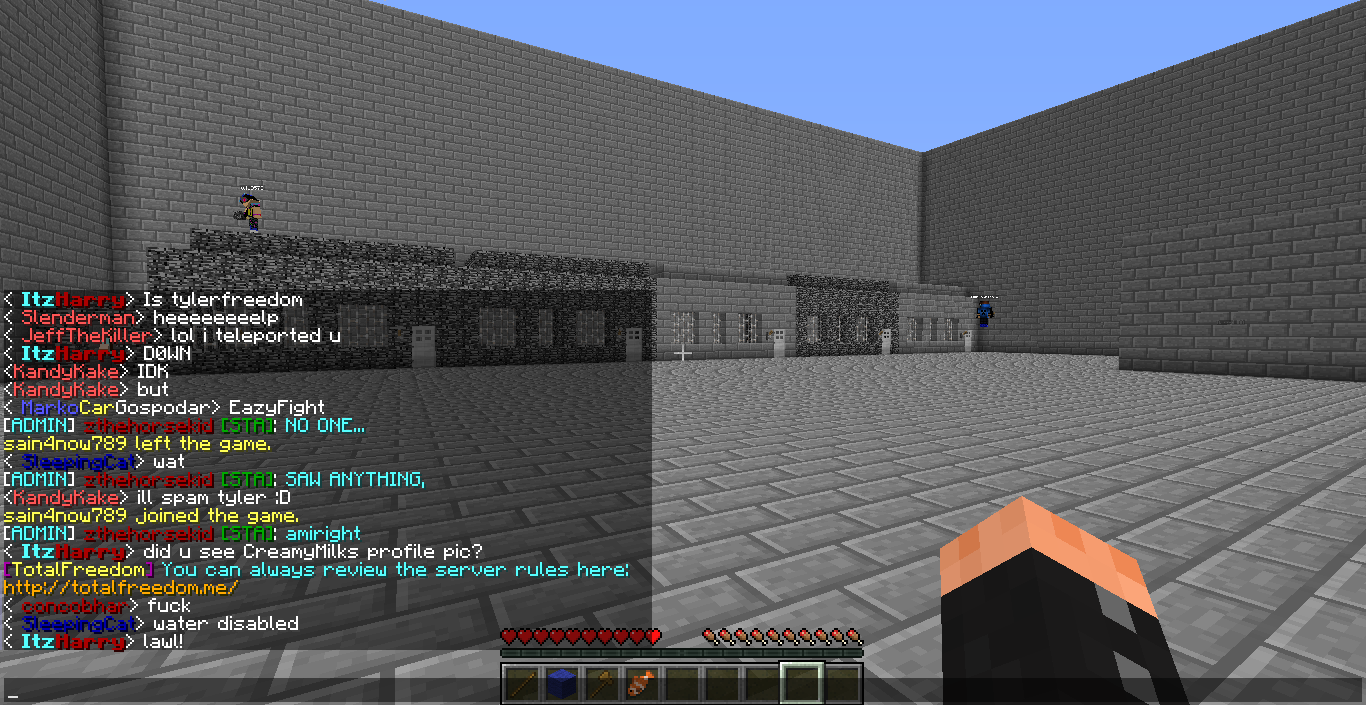 < ItzHarry> Is tylerfreedom
< Slenderman> heeeeeeeelp
< JeffTheKiller> lol i teleported u
< ItzHarry> D0WN
<KandyKake> IDK
<KandyKake> but
< MarkoCarGospodar> EazyFight
[ADMIN] zthehorsekid [STA]: NO ONE...
sain4now789 left the game.
< SleepingCat> wat
[ADMIN] zthehorsekid [STA]: SAW ANYTHING,
<KandyKake> ill spam tyler :D
sain4now789 joined the game.
[ADMIN] zthehorsekid [STA]: amiright
< ItzHarry> did u see CreamyMilks profile pic?
[TotalFreedom] You can always review the server rules here:
http://totalfreedom.me/
< concobhar> fuck
< SleepingCat> water disabled
< ItzHarry> lawl!
_